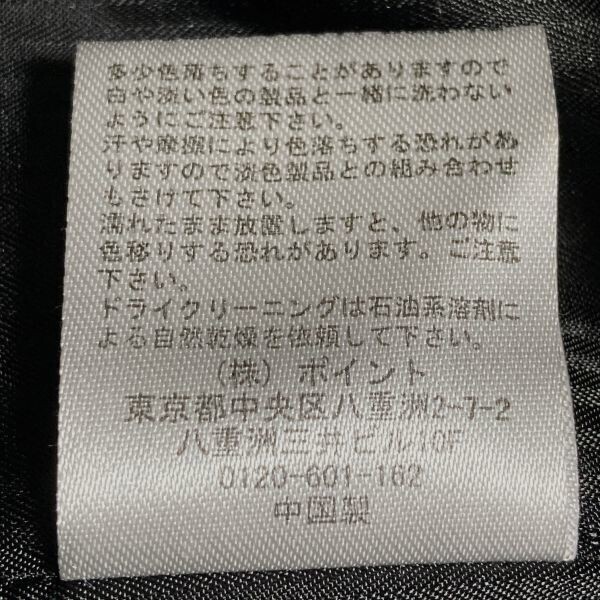 多少色落ちすることがありますので
白や淡い色の製品と一緒に洗わない
ようにご注意下さい。
汗や摩擦により色落ちする恐れがあ
りますので淡色製品との組み合わせ
もさけて下さい。
濡れたまま放置しますと、他の物に
色移りする恐れがあります。ご注意
下さい。
ドライクリーニングは石油系溶剤に
よる自然乾燥を依頼して下さい。
(株)ポイント
東京都中央区八重洲2-7-2
八重洲三井ビル10F
0120-601-162
中国製